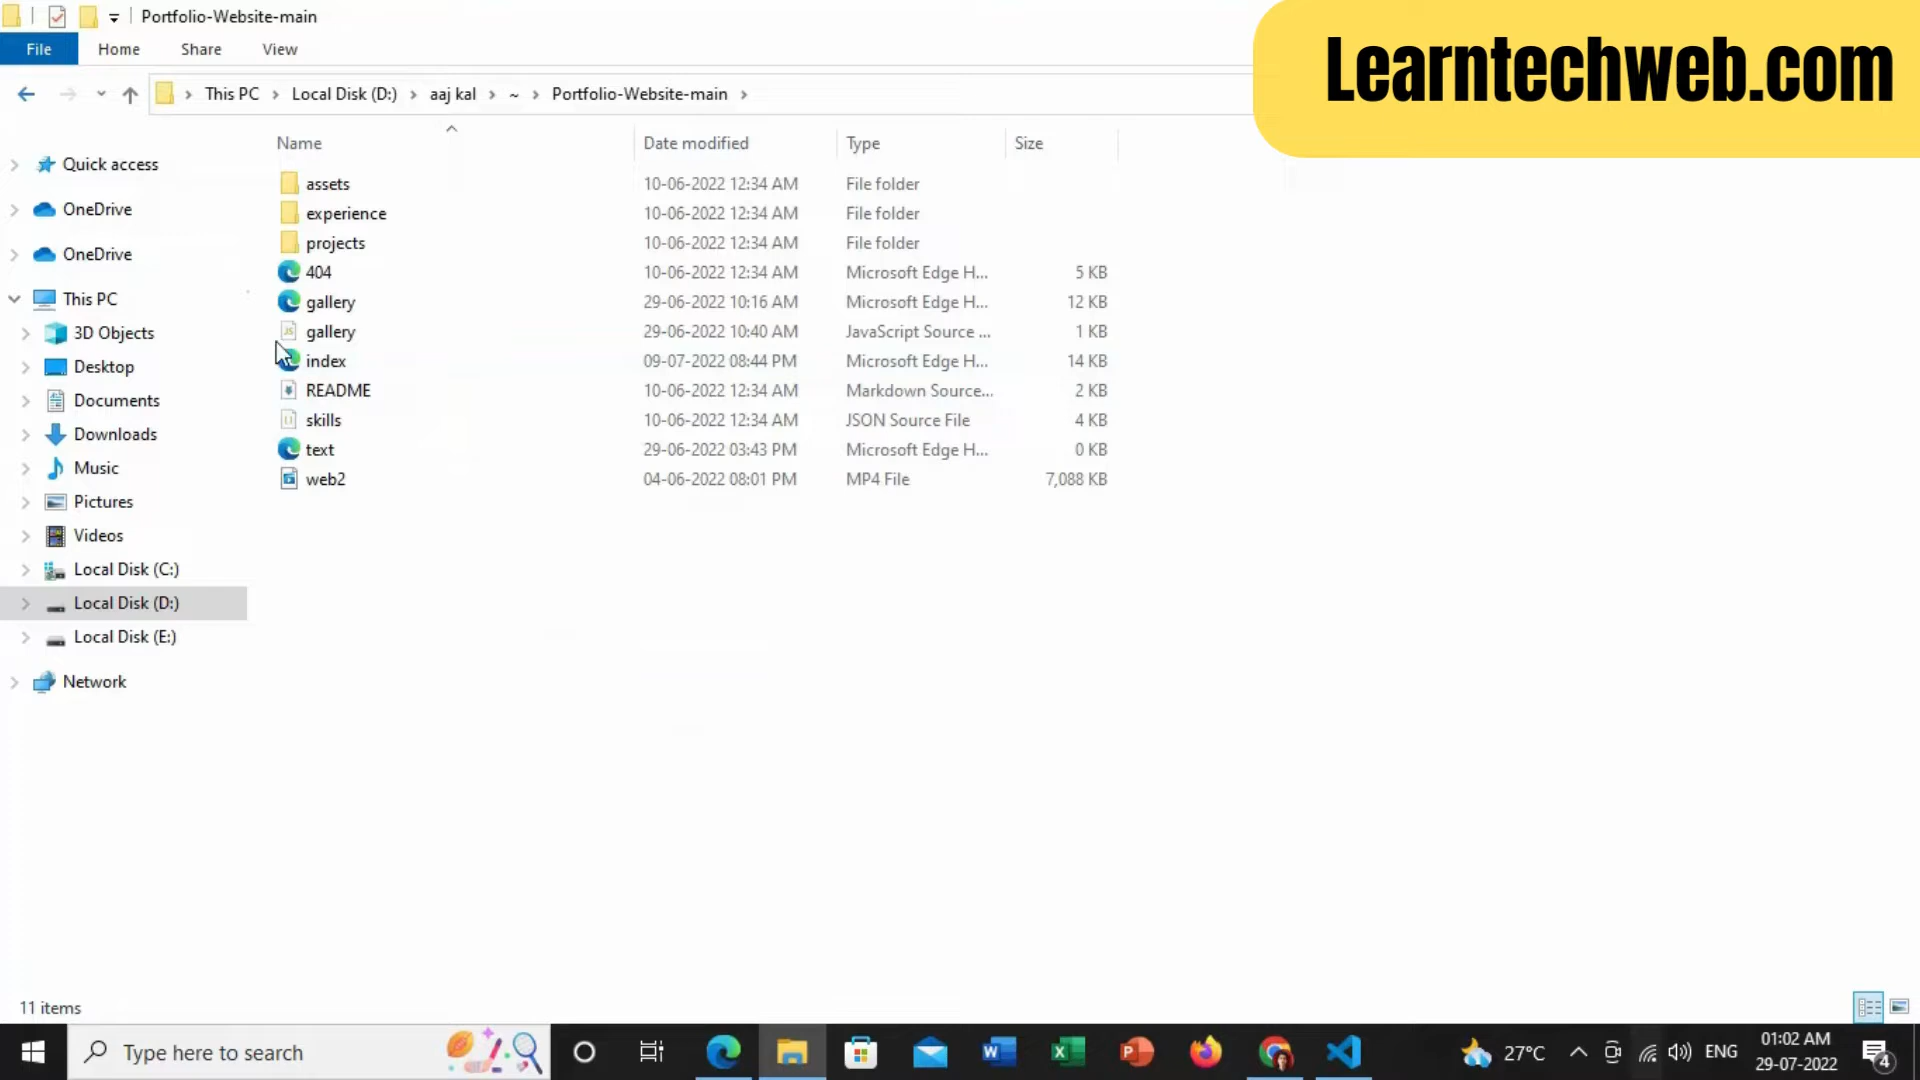 Portfolio-Website-main
Learntechweb.com
File Home Share View
This PC Local Disk (D:) aaj kal ~ Portfolio-Website-main
Name Date modified Type Size
Quick access
OneDrive
OneDrive
This PC
3D Objects
Desktop
Documents
Downloads
Music
Pictures
Videos
Local Disk (C:)
Local Disk (D:)
Local Disk (E:)
Network
assets 10-06-2022 12:34 AM File folder
experience 10-06-2022 12:34 AM File folder
projects 10-06-2022 12:34 AM File folder
404 10-06-2022 12:34 AM Microsoft Edge H... 5 KB
gallery 29-06-2022 10:16 AM Microsoft Edge H... 12 KB
gallery 29-06-2022 10:40 AM JavaScript Source ... 1 KB
index 09-07-2022 08:44 PM Microsoft Edge H... 14 KB
README 10-06-2022 12:34 AM Markdown Source... 2 KB
skills 10-06-2022 12:34 AM JSON Source File 4 KB
text 29-06-2022 03:43 PM Microsoft Edge H... 0 KB
web2 04-06-2022 08:01 PM MP4 File 7,088 KB
11 items
Type here to search
27°C ENG
01:02 AM
29-07-2022
4